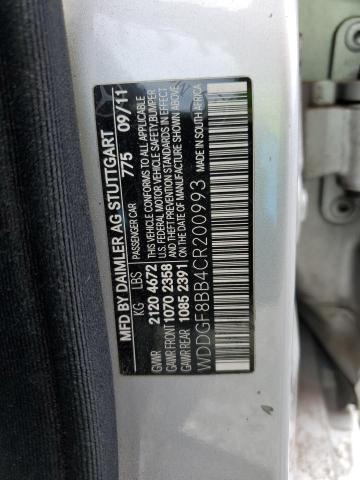 MFD BY DAIMLER AG STUTTGART
PASSENGER CAR 775 09/11
KG LBS
GVWR 2120 4672
GAWR FRONT 1070 2358
GAWR REAR 1085 2391
THIS VEHICLE CONFORMS TO ALL APPLICABLE
U.S. FEDERAL MOTOR VEHICLE SAFETY, BUMPER
AND THEFT PREVENTION STANDARDS IN EFFECT
ON THE DATE OF MANUFACTURE SHOWN ABOVE
WDDGF8BB4CR200993
MADE IN SOUTH AFRICA